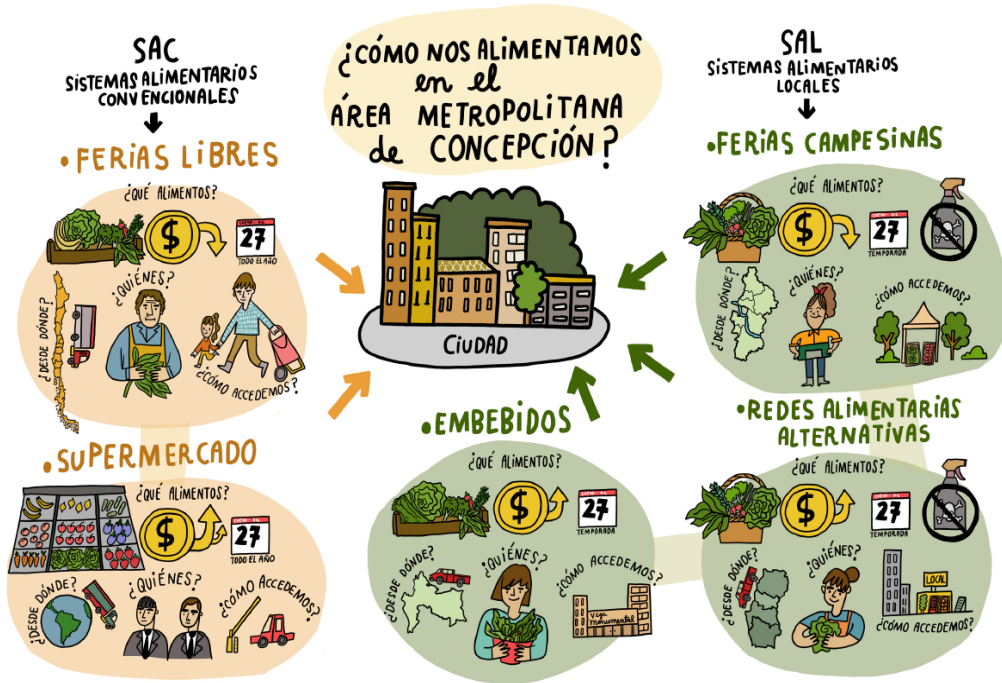 SAC
SISTEMAS ALIMENTARIOS
CONVENCIONALES
¿CÓMO NOS ALIMENTAMOS
en el
ÁREA METROPOLITANA
de CONCEPCIÓN?
SAL
SISTEMAS ALIMENTARIOS
LOCALES
• FERIAS LIBRES
¿QUÉ ALIMENTOS?
$
27
TODO EL AÑO
¿DESDE DÓNDE?
¿QUIÉNES?
¿CÓMO ACCEDEMOS?
CIUDAD
• FERIAS CAMPESINAS
¿QUÉ ALIMENTOS?
$
27
TEMPORADA
¿DESDE DÓNDE?
¿QUIÉNES?
¿CÓMO ACCEDEMOS?
• SUPERMERCADO
¿QUÉ ALIMENTOS?
$
27
TODO EL AÑO
¿DESDE DÓNDE?
¿QUIÉNES?
¿CÓMO ACCEDEMOS?
• EMBEBIDOS
¿QUÉ ALIMENTOS?
$
27
TEMPORADA
¿DESDE DÓNDE?
¿QUIÉNES?
¿CÓMO ACCEDEMOS?
Vega
Monumental
• REDES ALIMENTARIAS
ALTERNATIVAS
¿QUÉ ALIMENTOS?
$
27
TEMPORADA
¿DESDE DÓNDE?
¿QUIÉNES?
LOCAL
¿CÓMO ACCEDEMOS?